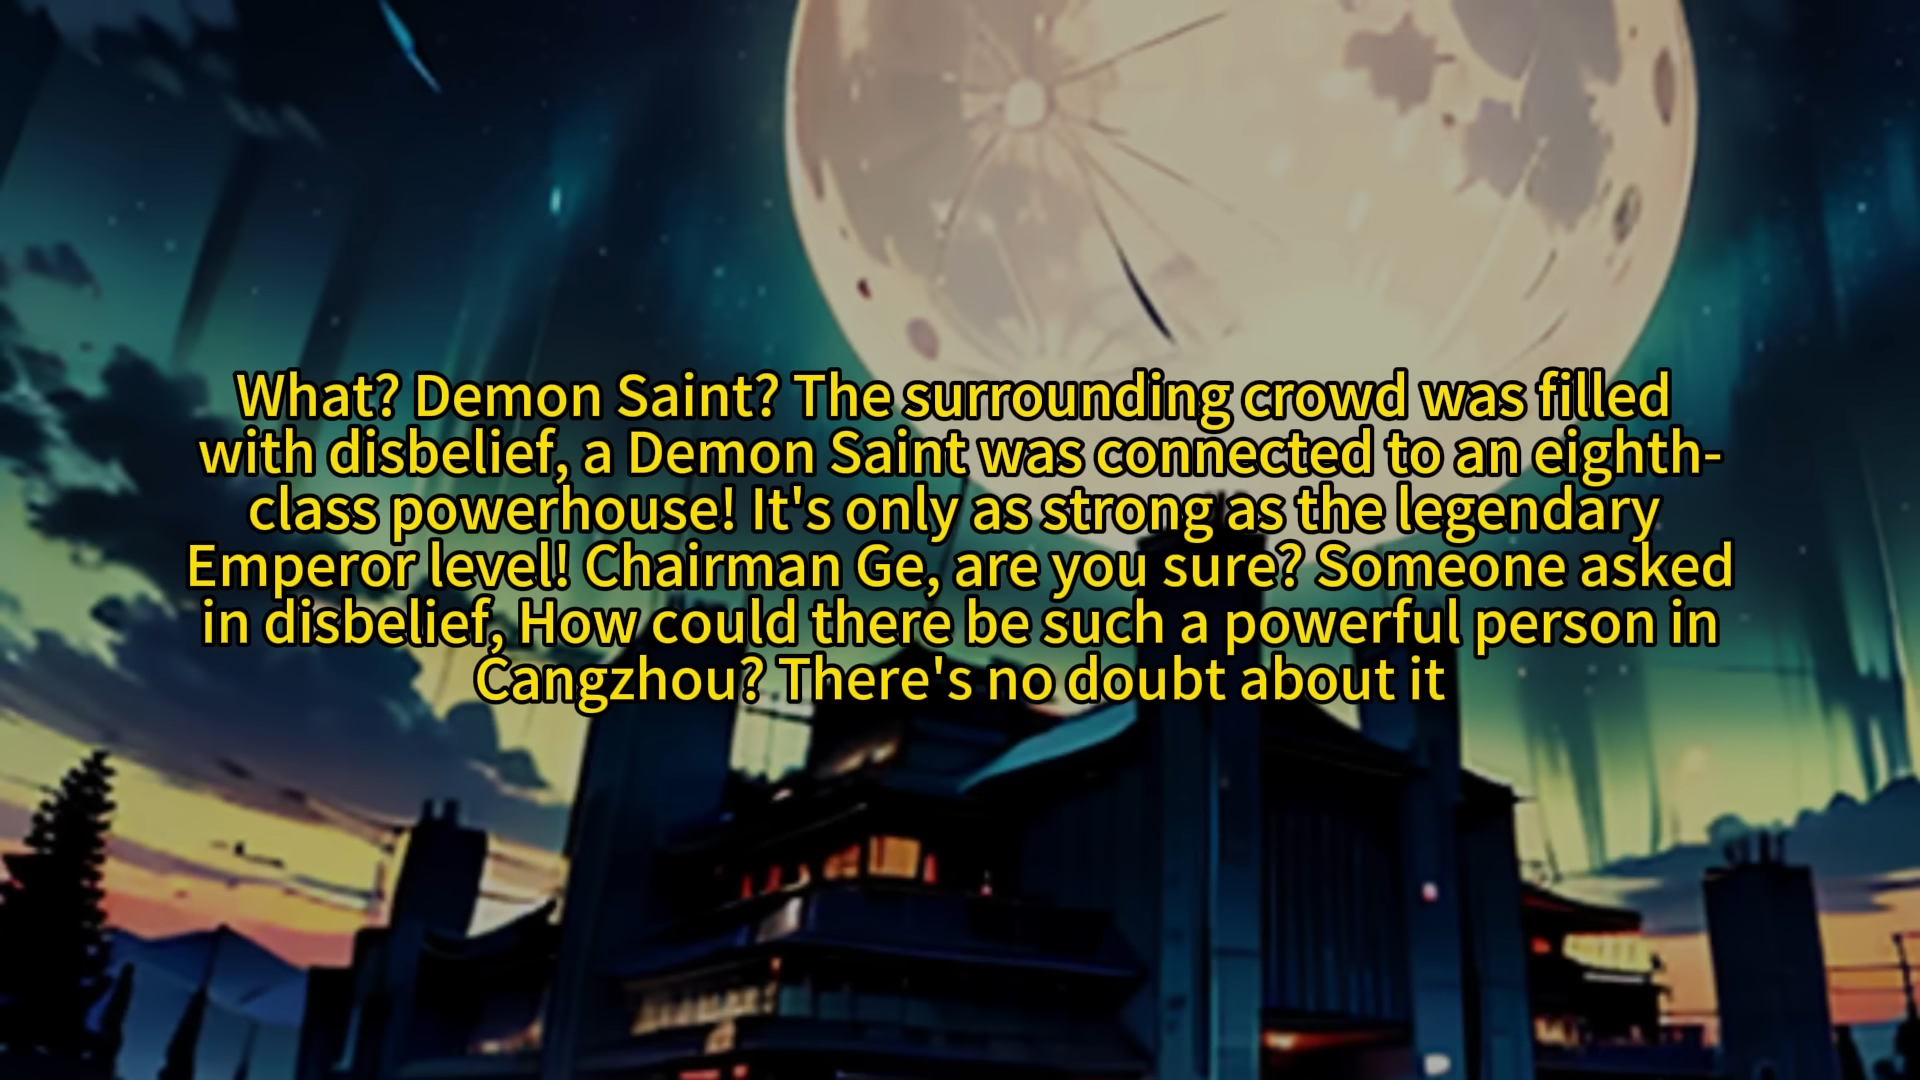 What? Demon Saint? The surrounding crowd was filled
with disbelief, a Demon Saint was connected to an eighth-
class powerhouse! It's only as strong as the legendary
Emperor level! Chairman Ge, are you sure? Someone asked
in disbelief, How could there be such a powerful person in
Cangzhou? There's no doubt about it